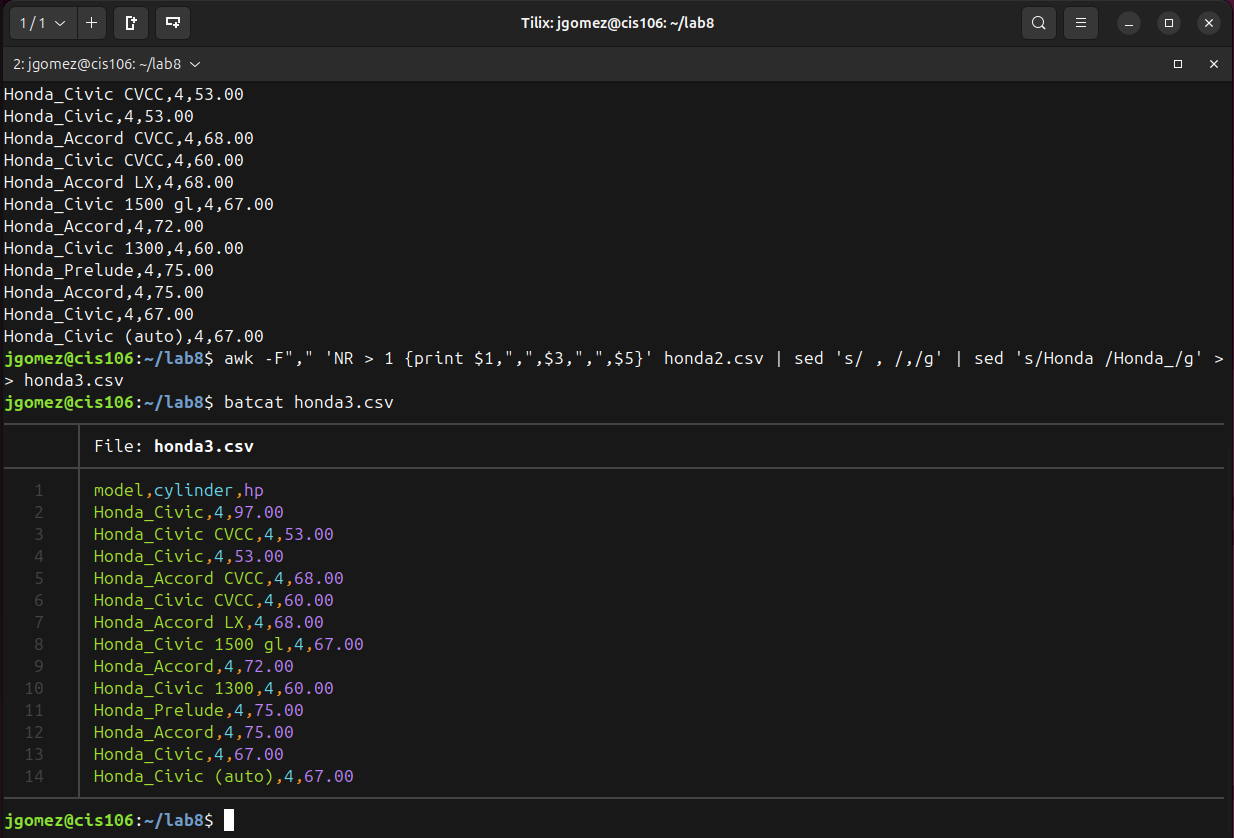 1 / 1
Tilix: jgomez@cis106: ~/lab8
2: jgomez@cis106: ~/lab8
Honda_Civic CVCC,4,53.00
Honda_Civic,4,53.00
Honda_Accord CVCC,4,68.00
Honda_Civic CVCC,4,60.00
Honda_Accord LX,4,68.00
Honda_Civic 1500 gl,4,67.00
Honda_Accord,4,72.00
Honda_Civic 1300,4,60.00
Honda_Prelude,4,75.00
Honda_Accord,4,75.00
Honda_Civic,4,67.00
Honda_Civic (auto),4,67.00
jgomez@cis106:~/lab8$ awk -F"," 'NR > 1 {print $1,",",$3,",",$5}' honda2.csv | sed 's/ , /,/g' | sed 's/Honda /Honda_/g' >
> honda3.csv
jgomez@cis106:~/lab8$ batcat honda3.csv
File: honda3.csv
1 model,cylinder,hp
2 Honda_Civic,4,97.00
3 Honda_Civic CVCC,4,53.00
4 Honda_Civic,4,53.00
5 Honda_Accord CVCC,4,68.00
6 Honda_Civic CVCC,4,60.00
7 Honda_Accord LX,4,68.00
8 Honda_Civic 1500 gl,4,67.00
9 Honda_Accord,4,72.00
10 Honda_Civic 1300,4,60.00
11 Honda_Prelude,4,75.00
12 Honda_Accord,4,75.00
13 Honda_Civic,4,67.00
14 Honda_Civic (auto),4,67.00
jgomez@cis106:~/lab8$